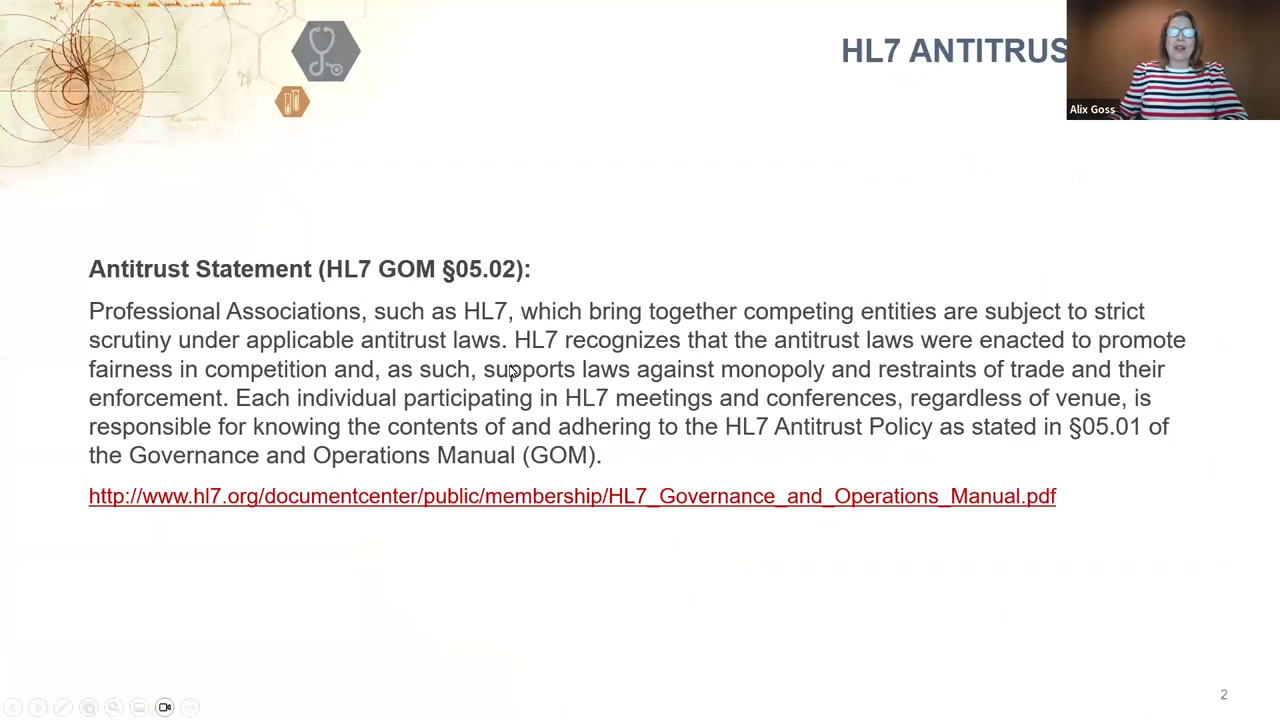 HL7 ANTITRUS
Alix Goss
Antitrust Statement (HL7 GOM §05.02):
Professional Associations, such as HL7, which bring together competing entities are subject to strict
scrutiny under applicable antitrust laws. HL7 recognizes that the antitrust laws were enacted to promote
fairness in competition and, as such, supports laws against monopoly and restraints of trade and their
enforcement. Each individual participating in HL7 meetings and conferences, regardless of venue, is
responsible for knowing the contents of and adhering to the HL7 Antitrust Policy as stated in §05.01 of
the Governance and Operations Manual (GOM).
http://www.hl7.org/documentcenter/public/membership/HL7_Governance_and_Operations_Manual.pdf
2